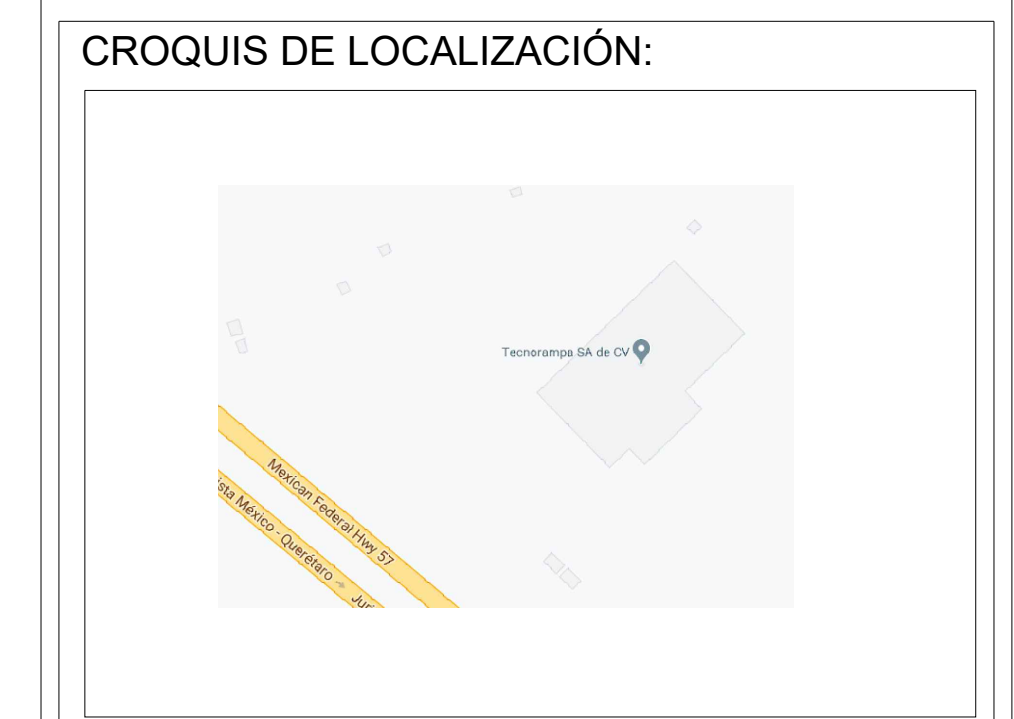 CROQUIS DE LOCALIZACIÓN:
Tecnorampa SA de CV
Mexican Federal Hwy 57
ista México - Querétaro